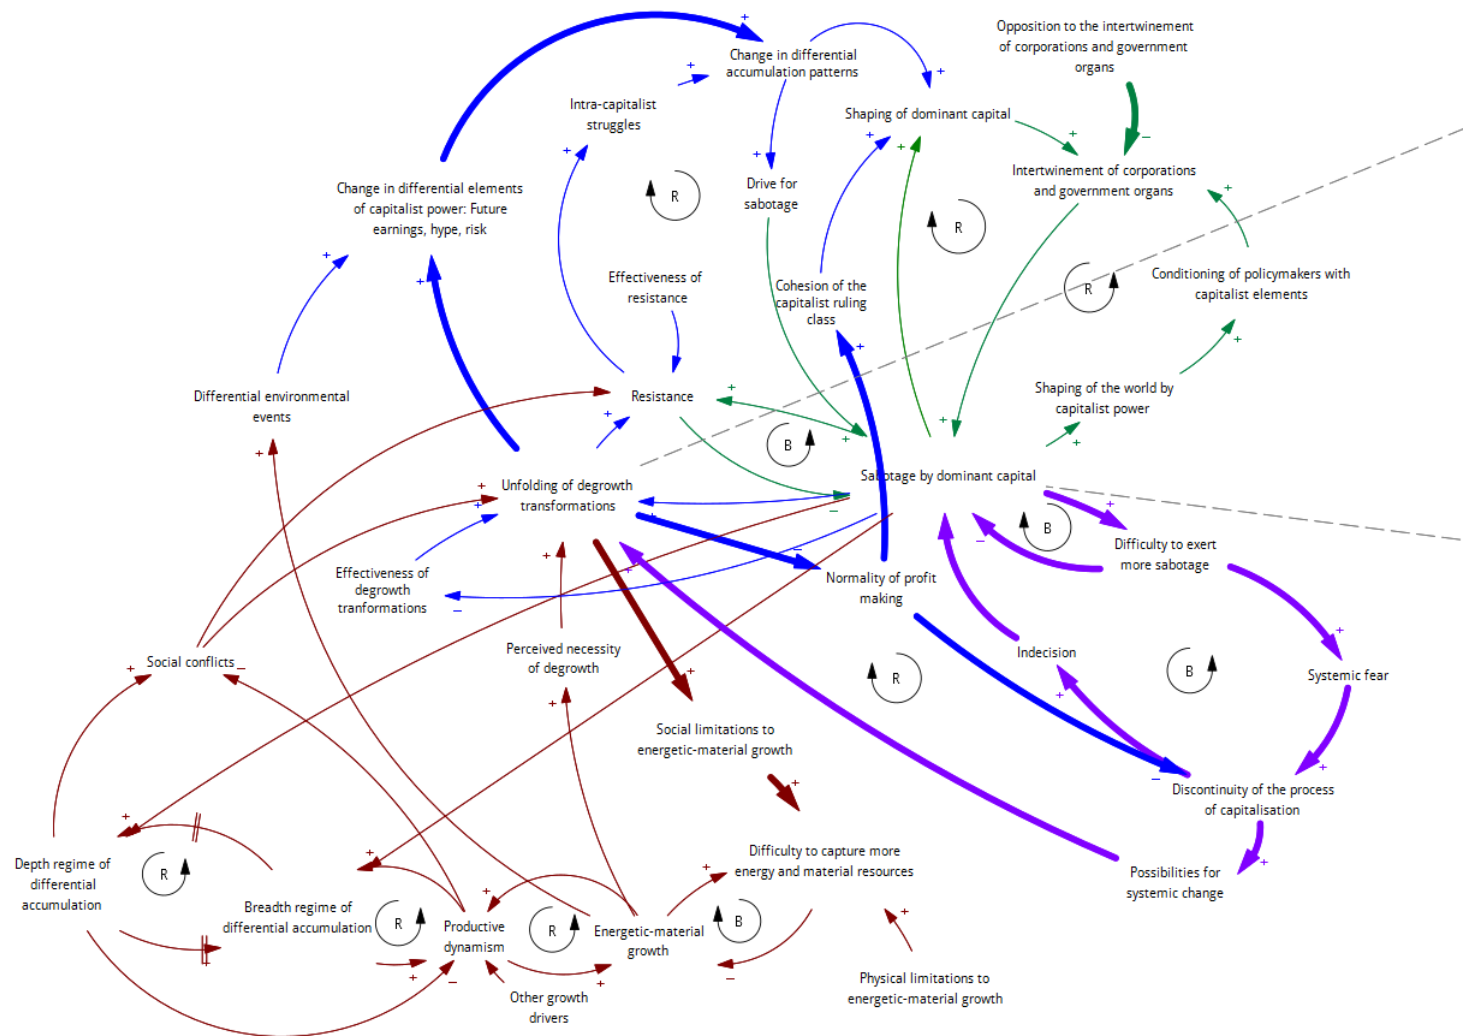 Opposition to the intertwinement
of corporations and government
organs
Change in differential
accumulation patterns
Intra-capitalist
struggles
Shaping of dominant capital
Intertwinement of corporations
and government organs
Change in differential elements
of capitalist power: Future
earnings, hype, risk
Drive for
sabotage
R
R
Effectiveness of
resistance
Cohesion of the
capitalist ruling
class
R
Conditioning of policymakers with
capitalist elements
Differential environmental
events
Resistance
Shaping of the world by
capitalist power
B
Unfolding of degrowth
tranformations
Sabotage by dominant capital
B
Difficulty to exert
more sabotage
Effectiveness of
degrowth
tranformations
Normality of profit
making
Social conflicts
Perceived necessity
of degrowth
R
Indecision
B
Systemic fear
Social limitations to
energetic-material growth
Discontinuity of the process
of capitalisation
Depth regime of
differential
accumulation
R
Difficulty to capture more
energy and material resources
Possibilities for
systemic change
Breadth regime of
differential accumulation
R
Productive
dynamism
R
Energetic-material
growth
B
Other growth
drivers
Physical limitations to
energetic-material growth